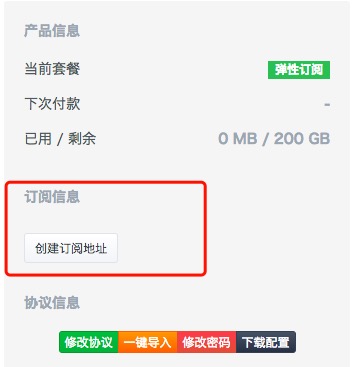 产品信息
当前套餐 弹性订阅
下次付款 -
已用 / 剩余 0 MB / 200 GB
订阅信息
创建订阅地址
协议信息
修改协议 一键导入 修改密码 下载配置